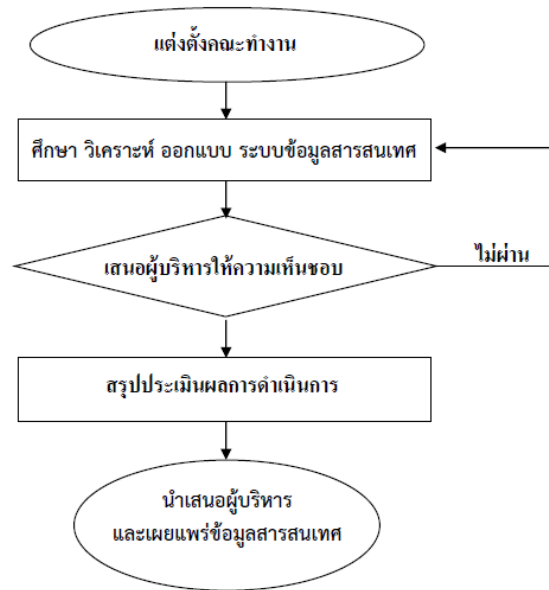 แต่งตั้งคณะทำงาน
ศึกษา วิเคราะห์ ออกแบบ ระบบข้อมูลสารสนเทศ
เสนอผู้บริหารให้ความเห็นชอบ
ไม่ผ่าน
สรุปประเมินผลการดำเนินการ
นำเสนอผู้บริหาร
และเผยแพร่ข้อมูลสารสนเทศ